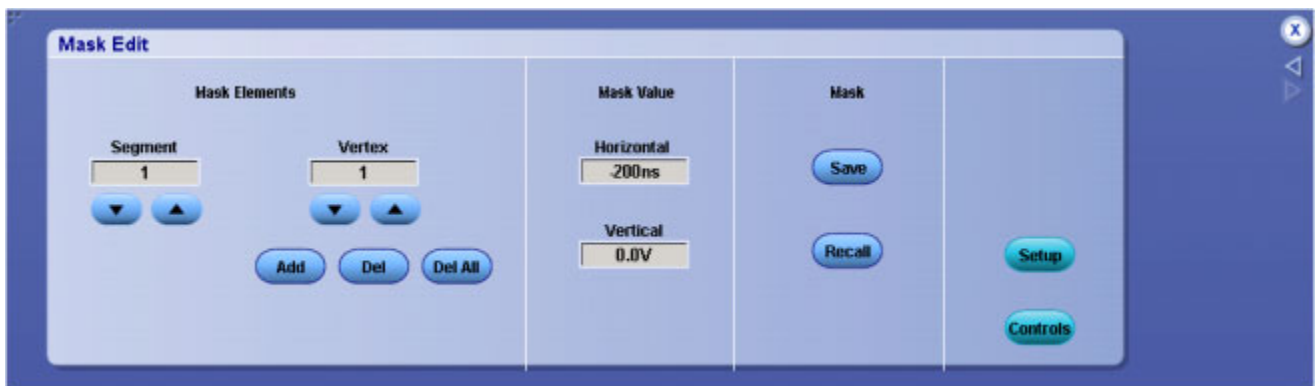 Mask Edit
Mask Elements
Segment
1
Vertex
1
Add
Del
Del All
Mask Value
Horizontal
-200ns
Vertical
0.0V
Mask
Save
Recall
Setup
Controls
X